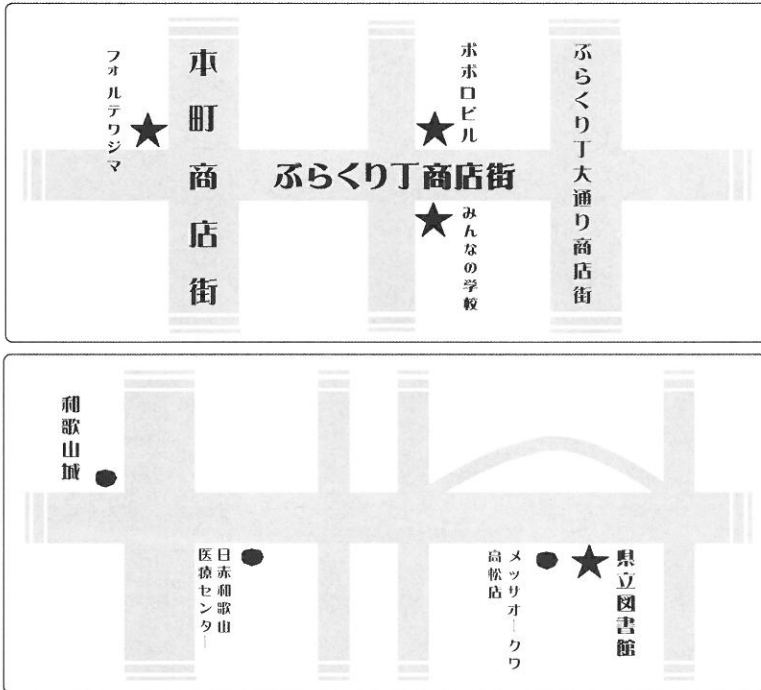 フォルテワジマ
本町商店街
ポポロビル
ぶらくり丁大通り商店街
ぶらくり丁商店街
みんなの学校
和歌山城
日赤和歌山
医療センター
メッサオークワ
高松店
県立図書館